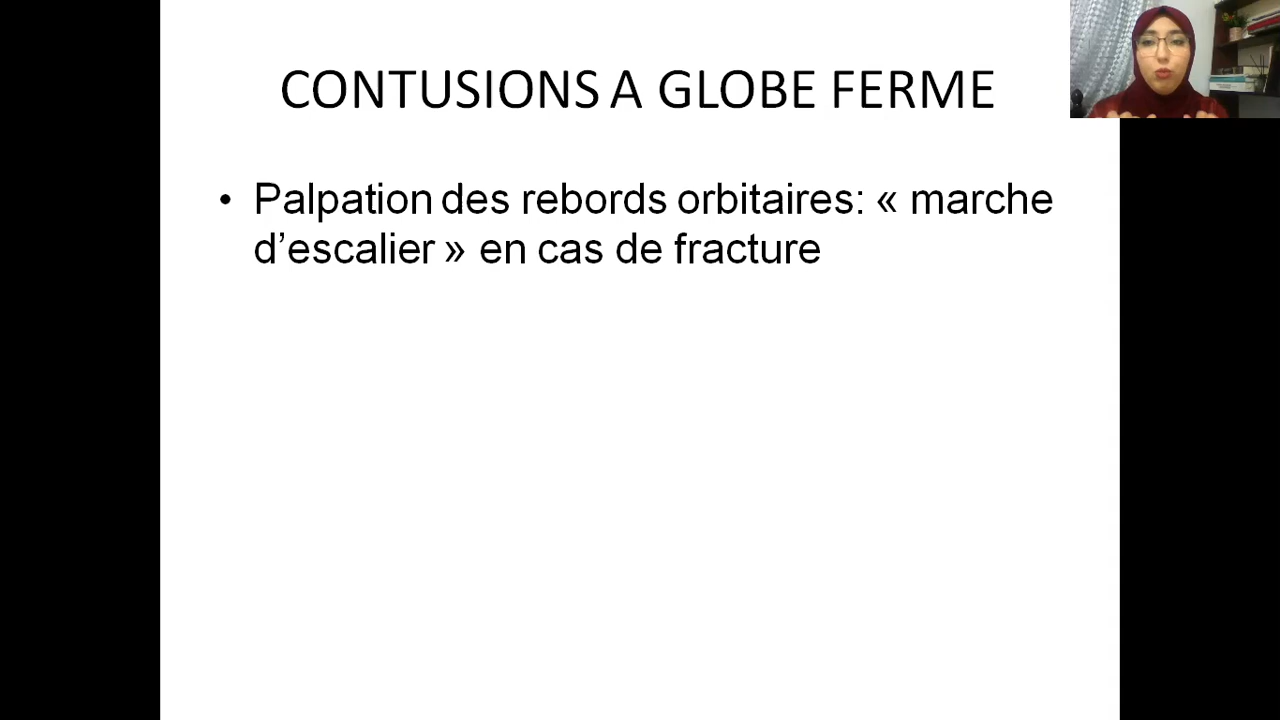 CONTUSIONS A GLOBE FERME
• Palpation des rebords orbitaires: « marche
d’escalier » en cas de fracture